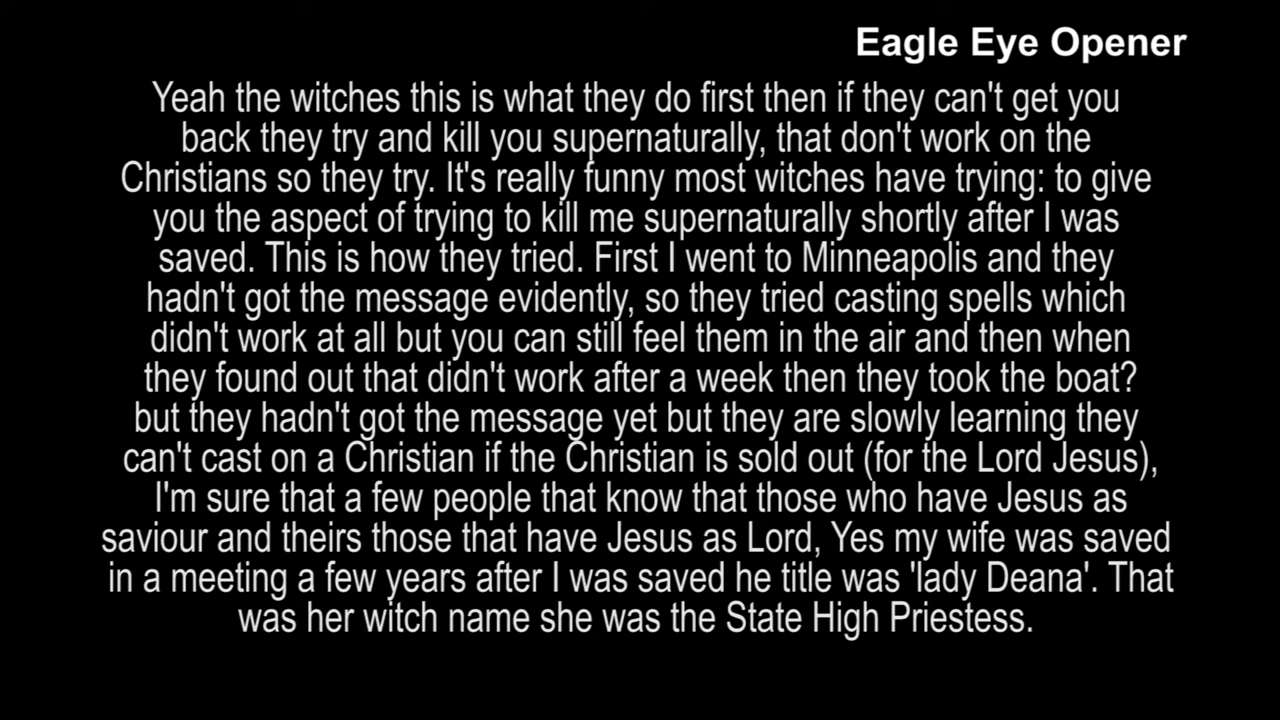 Eagle Eye Opener
Yeah the witches this is what they do first then if they can't get you
back they try and kill you supernaturally, that don't work on the
Christians so they try. It's really funny most witches have trying: to give
you the aspect of trying to kill me supernaturally shortly after I was
saved. This is how they tried. First I went to Minneapolis and they
hadn't got the message evidently, so they tried casting spells which
didn't work at all but you can still feel them in the air and then when
they found out that didn't work after a week then they took the boat?
but they hadn't got the message yet but they are slowly learning they
can't cast on a Christian if the Christian is sold out (for the Lord Jesus),
I'm sure that a few people that know that those who have Jesus as
saviour and theirs those that have Jesus as Lord, Yes my wife was saved
in a meeting a few years after I was saved he title was 'lady Deana'. That
was her witch name she was the State High Priestess.